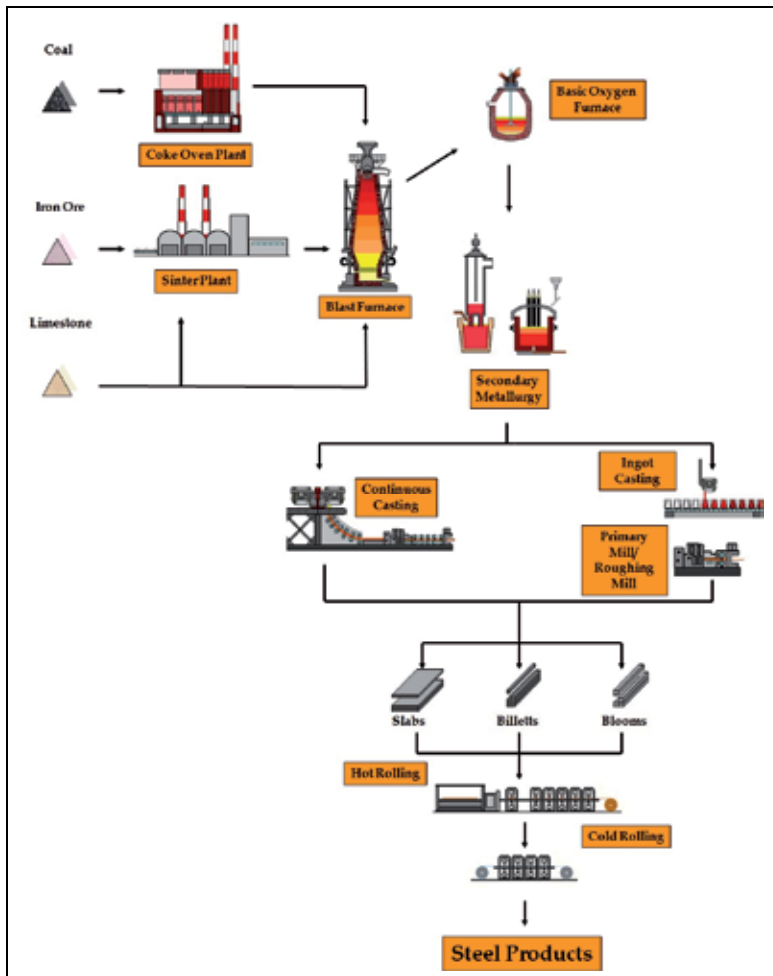 Coal
Coke Oven Plant
Basic Oxygen
Furnace
Iron Ore
Sinter Plant
Blast Furnace
Limestone
Secondary
Metallurgy
Continuous
Casting
Ingot
Casting
Primary
Mill/
Roughing
Mill
Slabs
Billetts
Blooms
Hot Rolling
Cold Rolling
Steel Products